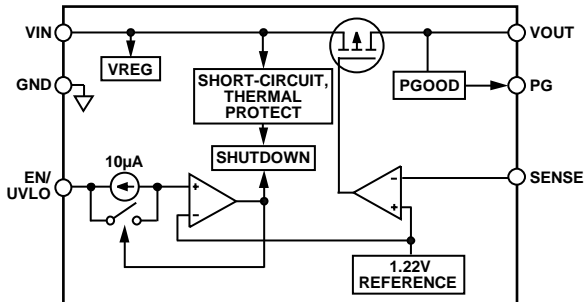 VIN
VOUT
VREG
GND
SHORT-CIRCUIT,
THERMAL
PROTECT
PGOOD
PG
10µA
SHUTDOWN
EN/
UVLO
+
–
–
+
SENSE
1.22V
REFERENCE